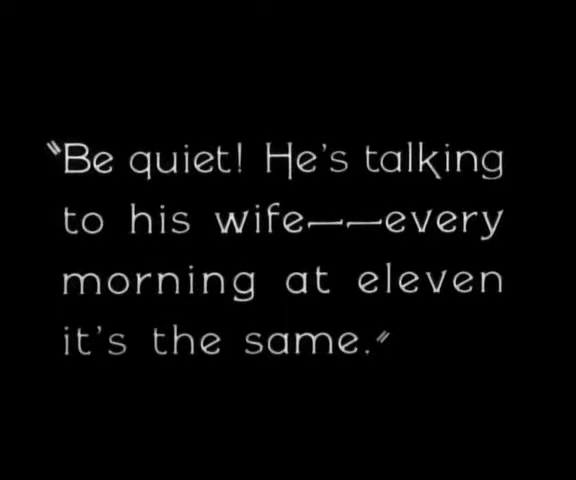 "Be quiet! He's talking
to his wife——every
morning at eleven
it's the same."